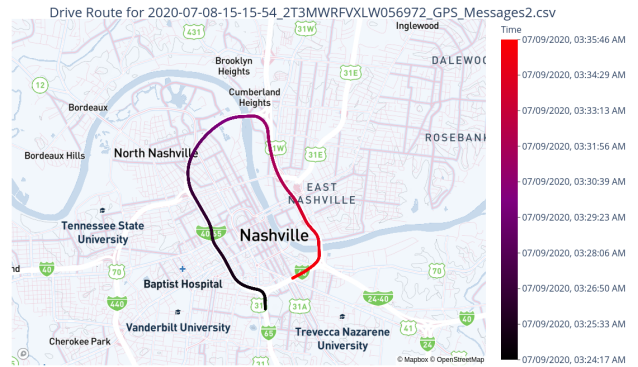 Drive Route for 2020-07-08-15-15-54_2T3MWRFVXLW056972_GPS_Messages2.csv
Time
07/09/2020, 03:35:46 AM
07/09/2020, 03:34:29 AM
07/09/2020, 03:33:13 AM
07/09/2020, 03:31:56 AM
07/09/2020, 03:30:39 AM
07/09/2020, 03:29:23 AM
07/09/2020, 03:28:06 AM
07/09/2020, 03:26:50 AM
07/09/2020, 03:25:33 AM
07/09/2020, 03:24:17 AM
Inglewood
431
31W
Brooklyn
Heights
DALEWOO
31E
12
Cumberland
Heights
Bordeaux
ROSEBANK
31W
Bordeaux Hills
North Nashville
31E
EAST
NASHVILLE
Tennessee State
University
40-65
Nashville
nd
40
70
70
Baptist Hospital
440
31A
24-40
Vanderbilt University
40
65
Trevecca Nazarene
University
41
24
Cherokee Park
31
© Mapbox © OpenStreetMap